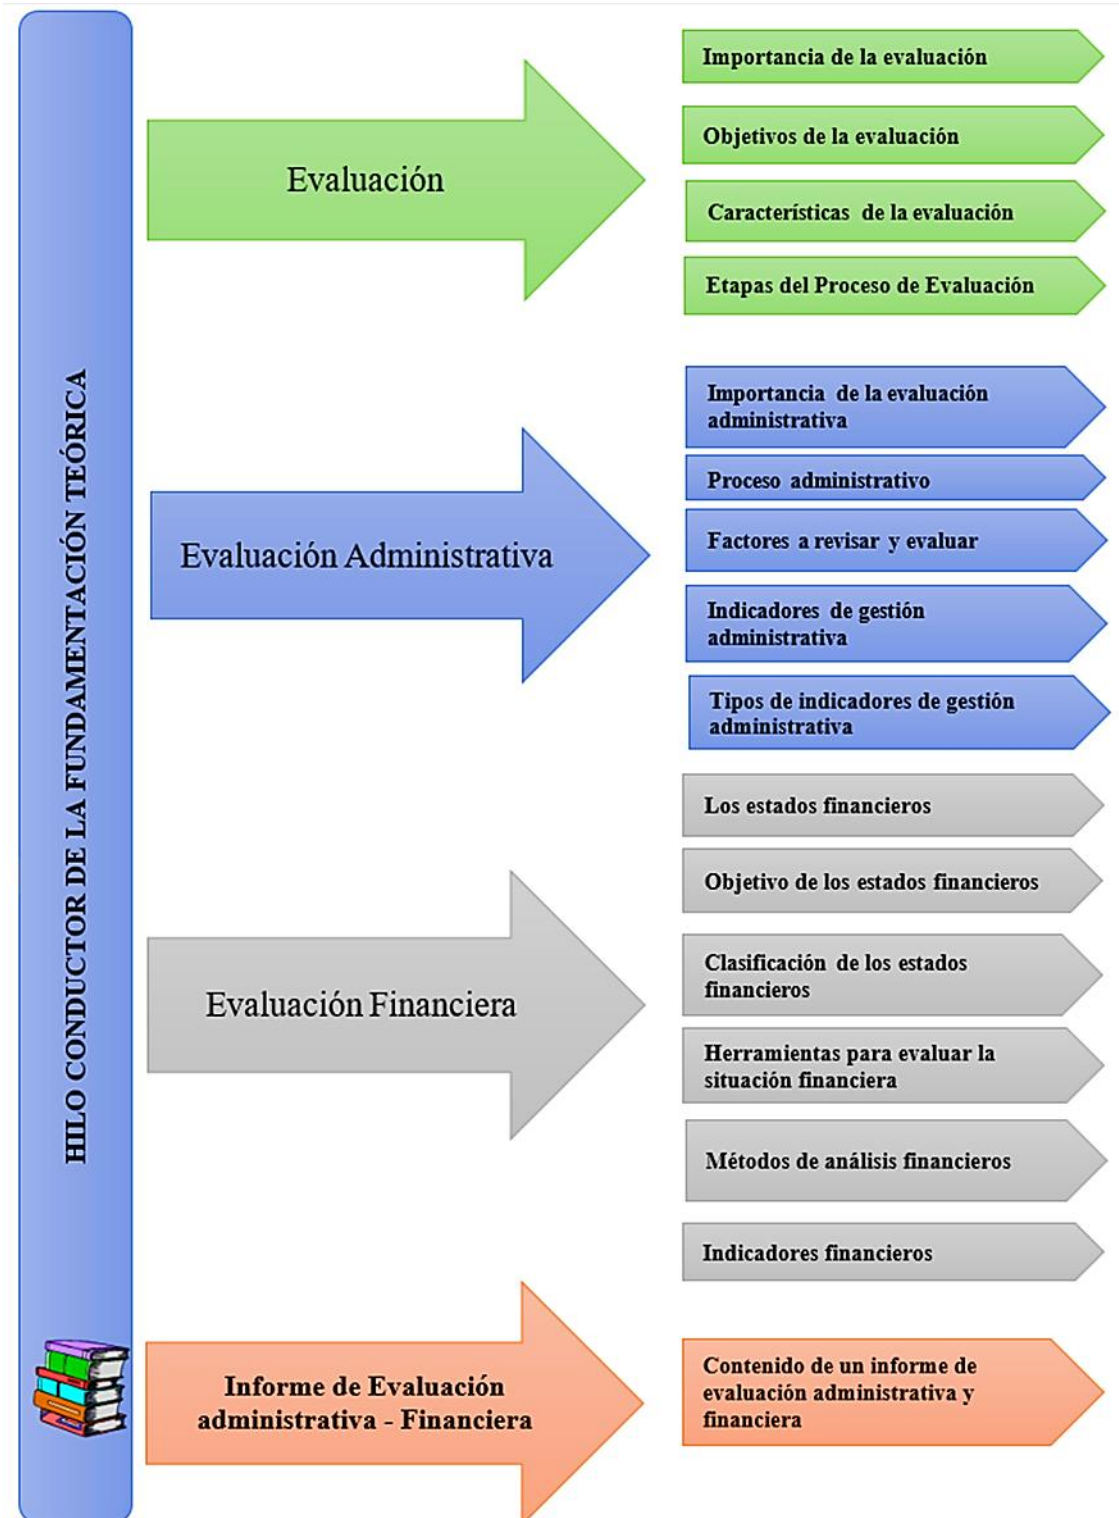 HILO CONDUCTOR DE LA FUNDAMENTACIÓN TEÓRICA
Evaluación
Importancia de la evaluación
Objetivos de la evaluación
Características de la evaluación
Etapas del Proceso de Evaluación
Evaluación Administrativa
Importancia de la evaluación
administrativa
Proceso administrativo
Factores a revisar y evaluar
Indicadores de gestión
administrativa
Tipos de indicadores de gestión
administrativa
Evaluación Financiera
Los estados financieros
Objetivo de los estados financieros
Clasificación de los estados
financieros
Herramientas para evaluar la
situación financiera
Métodos de análisis financieros
Indicadores financieros
Informe de Evaluación
administrativa - Financiera
Contenido de un informe de
evaluación administrativa y
financiera